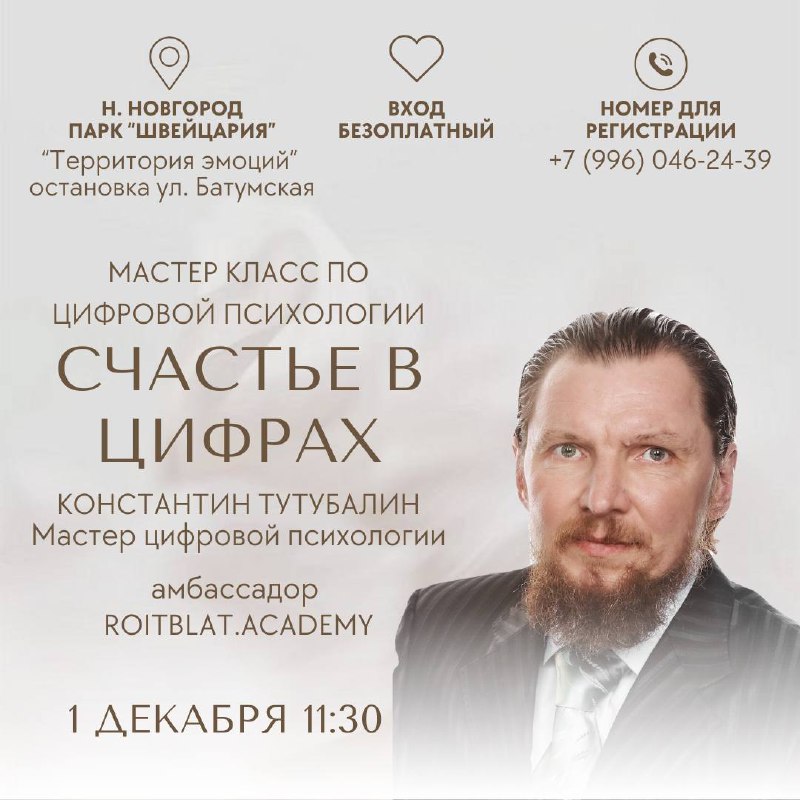 Н. НОВГОРОД
ПАРК "ШВЕЙЦАРИЯ"
"Территория эмоций"
остановка ул. Батумская
ВХОД
БЕЗОПЛАТНЫЙ
НОМЕР ДЛЯ
РЕГИСТРАЦИИ
+7 (996) 046-24-39
МАСТЕР КЛАСС ПО
ЦИФРОВОЙ ПСИХОЛОГИИ
СЧАСТЬЕ В
ЦИФРАХ
КОНСТАНТИН ТУТУБАЛИН
Мастер цифровой психологии
амбассадор
ROITBLAT.ACADEMY
1 ДЕКАБРЯ 11:30